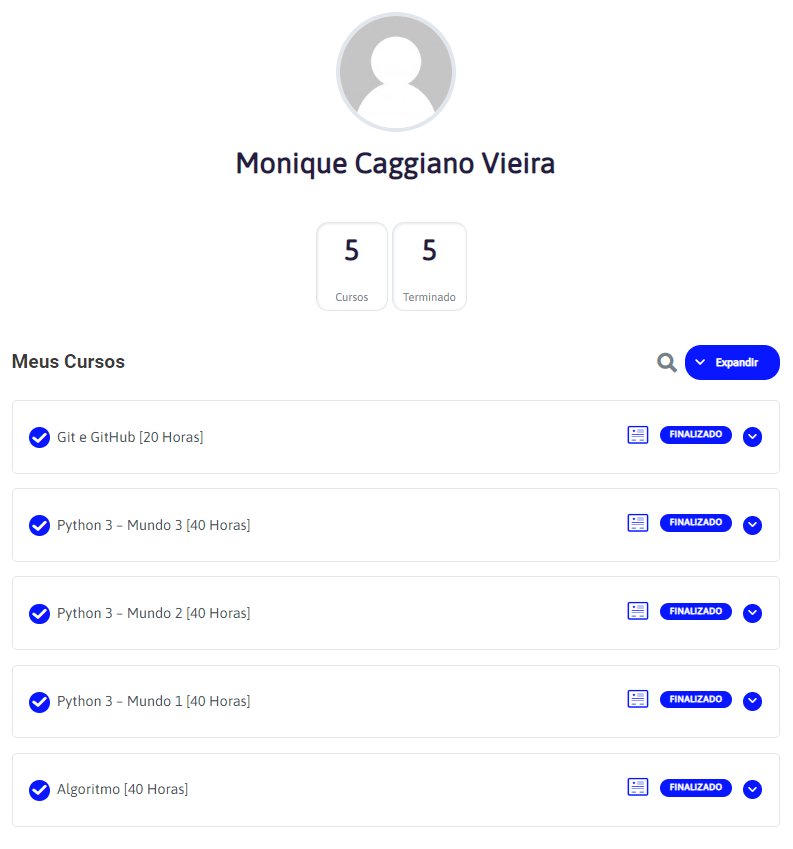 Monique Caggiano Vieira
5
Cursos
5
Terminado
Meus Cursos
Expandir
Git e GitHub [20 Horas]
FINALIZADO
Python 3 – Mundo 3 [40 Horas]
FINALIZADO
Python 3 – Mundo 2 [40 Horas]
FINALIZADO
Python 3 – Mundo 1 [40 Horas]
FINALIZADO
Algoritmo [40 Horas]
FINALIZADO